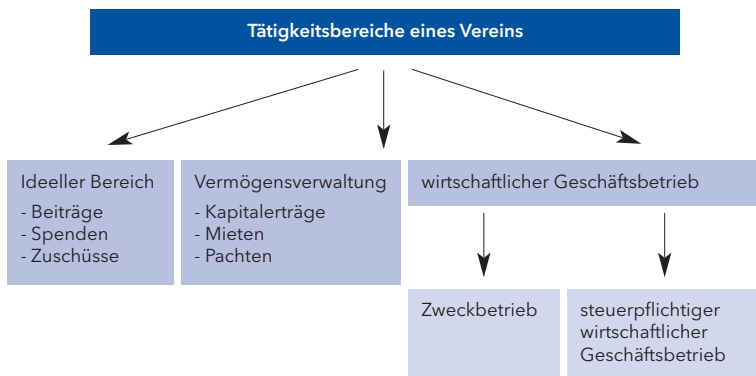 Tätigkeitsbereiche eines Vereins
Ideeller Bereich
- Beiträge
- Spenden
- Zuschüsse
Vermögensverwaltung
- Kapitalerträge
- Mieten
- Pachten
wirtschaftlicher Geschäftsbetrieb
Zweckbetrieb
steuerpflichtiger
wirtschaftlicher
Geschäftsbetrieb